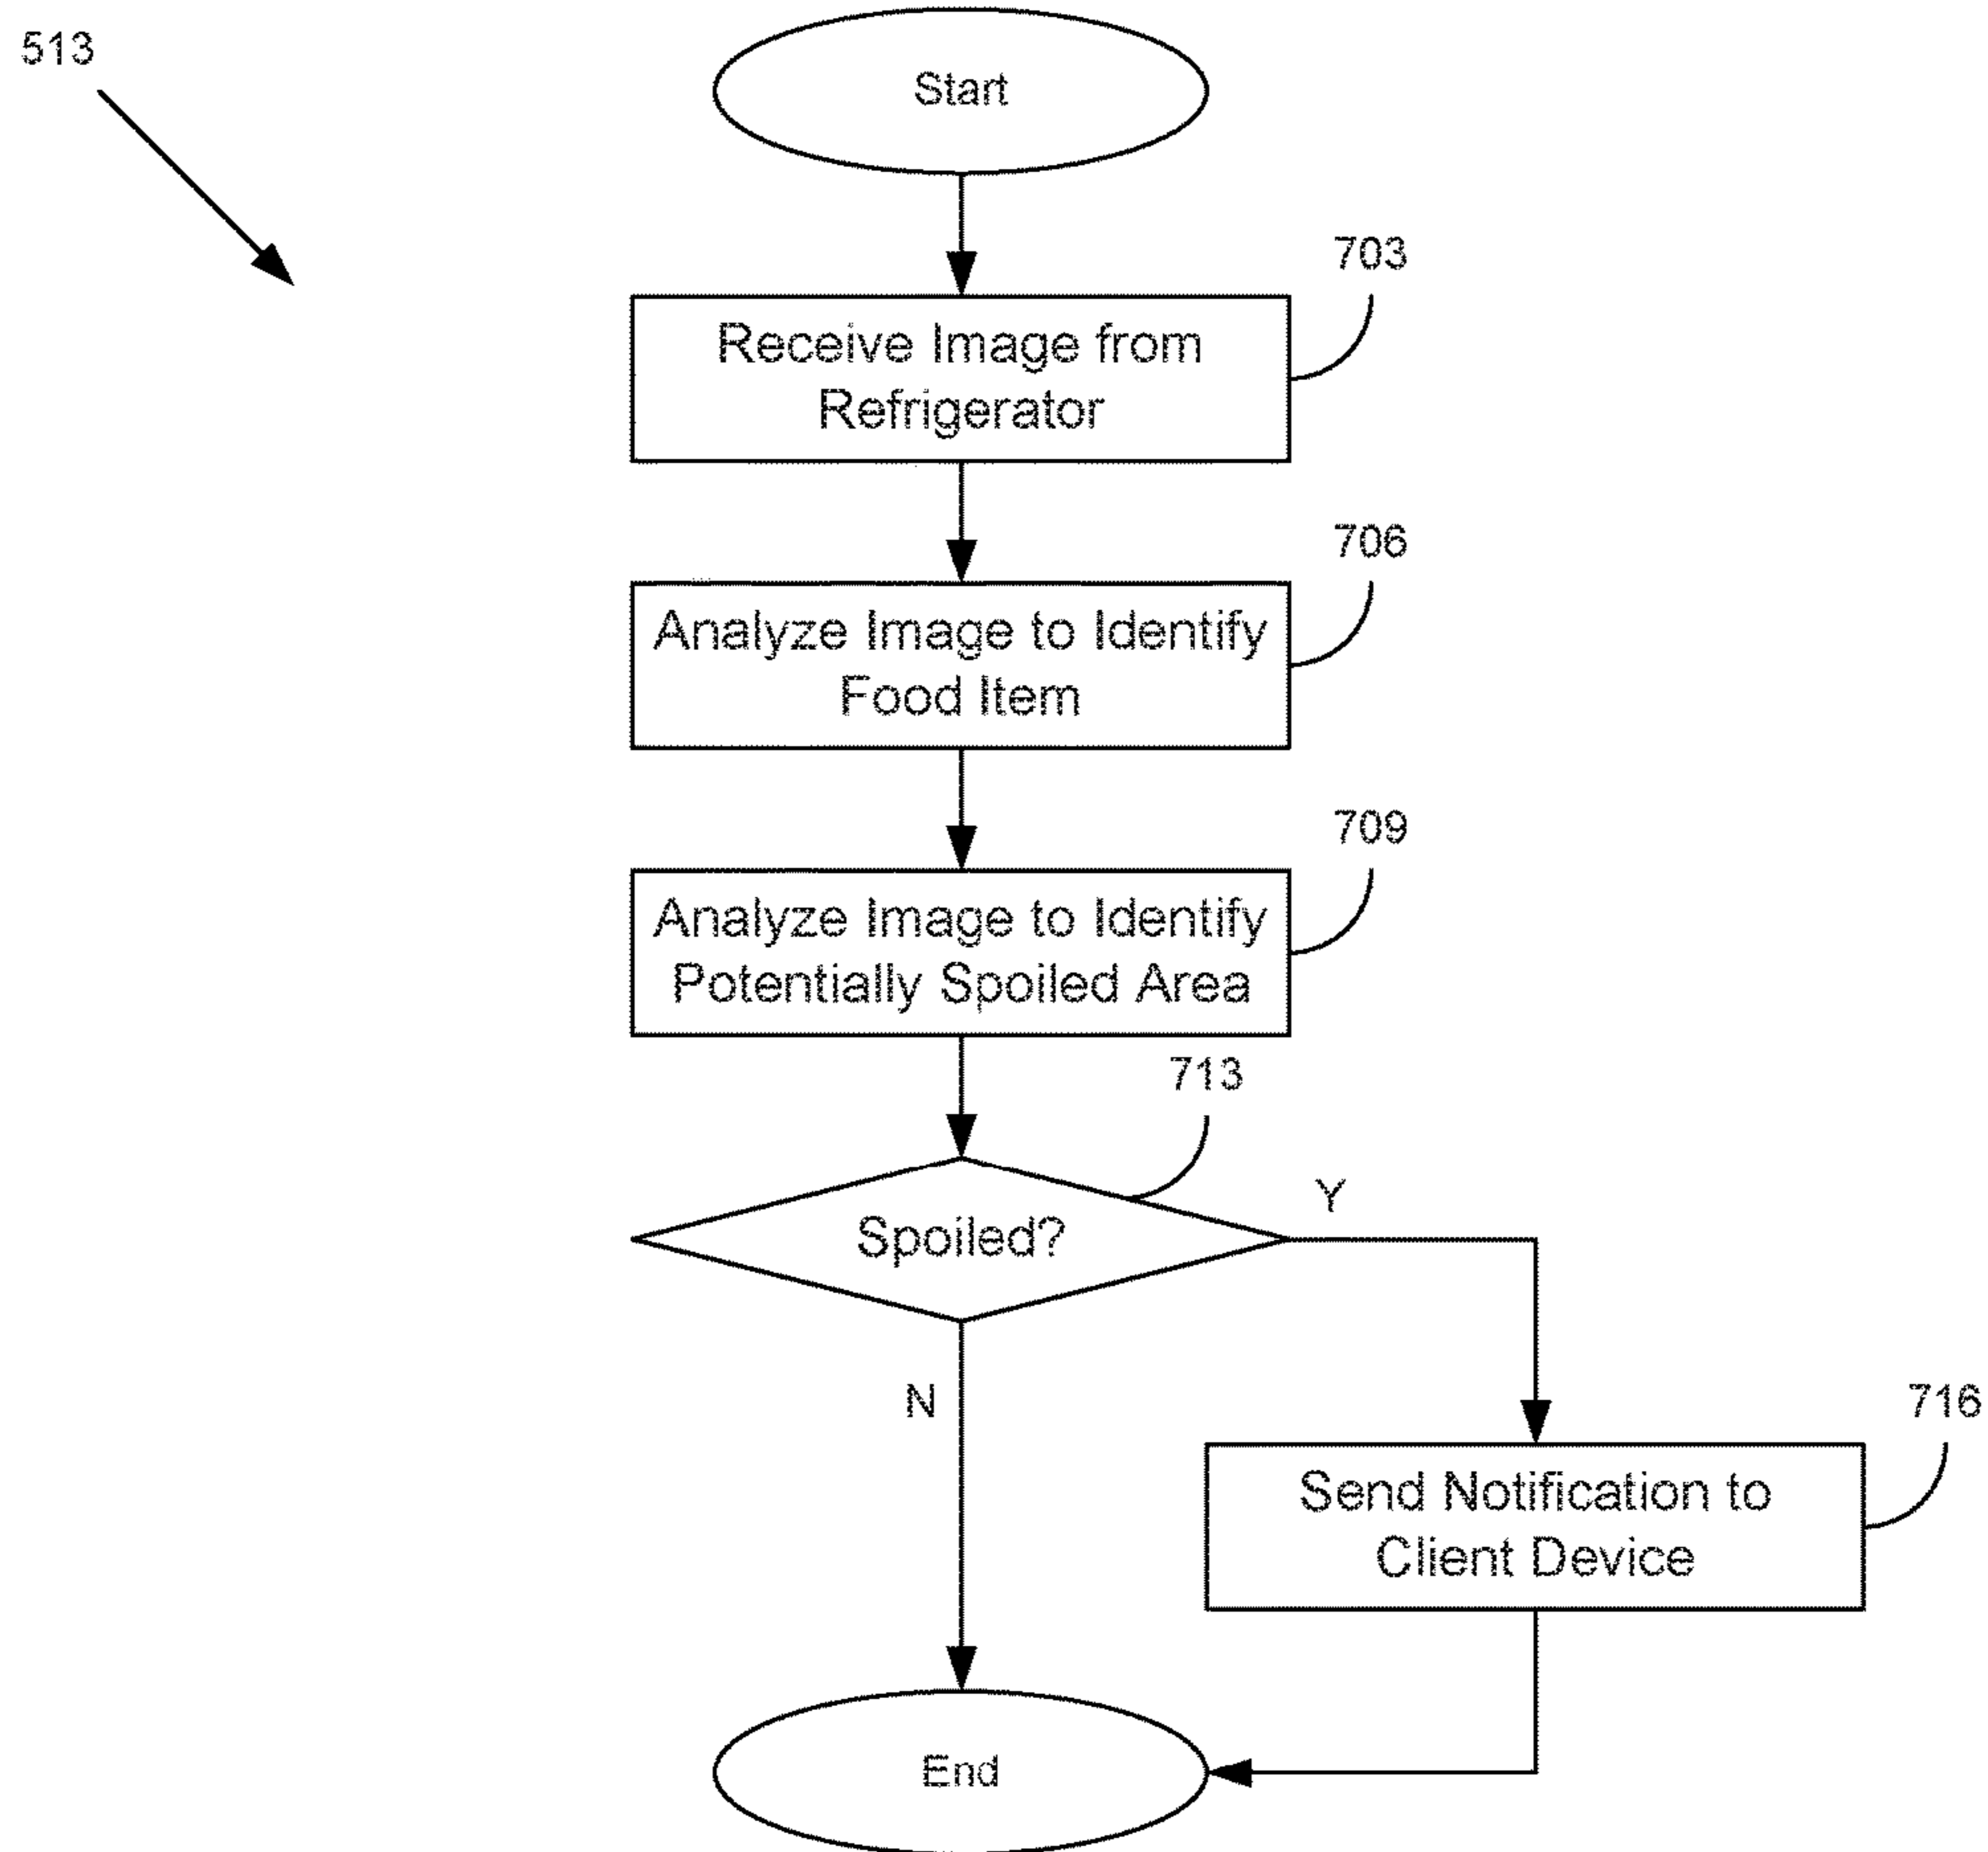 513
Start
703
Receive Image from
Refrigerator
706
Analyze Image to Identify
Food Item
709
Analyze Image to Identify
Potentially Spoiled Area
713
Spoiled?
Y
N
716
Send Notification to
Client Device
End